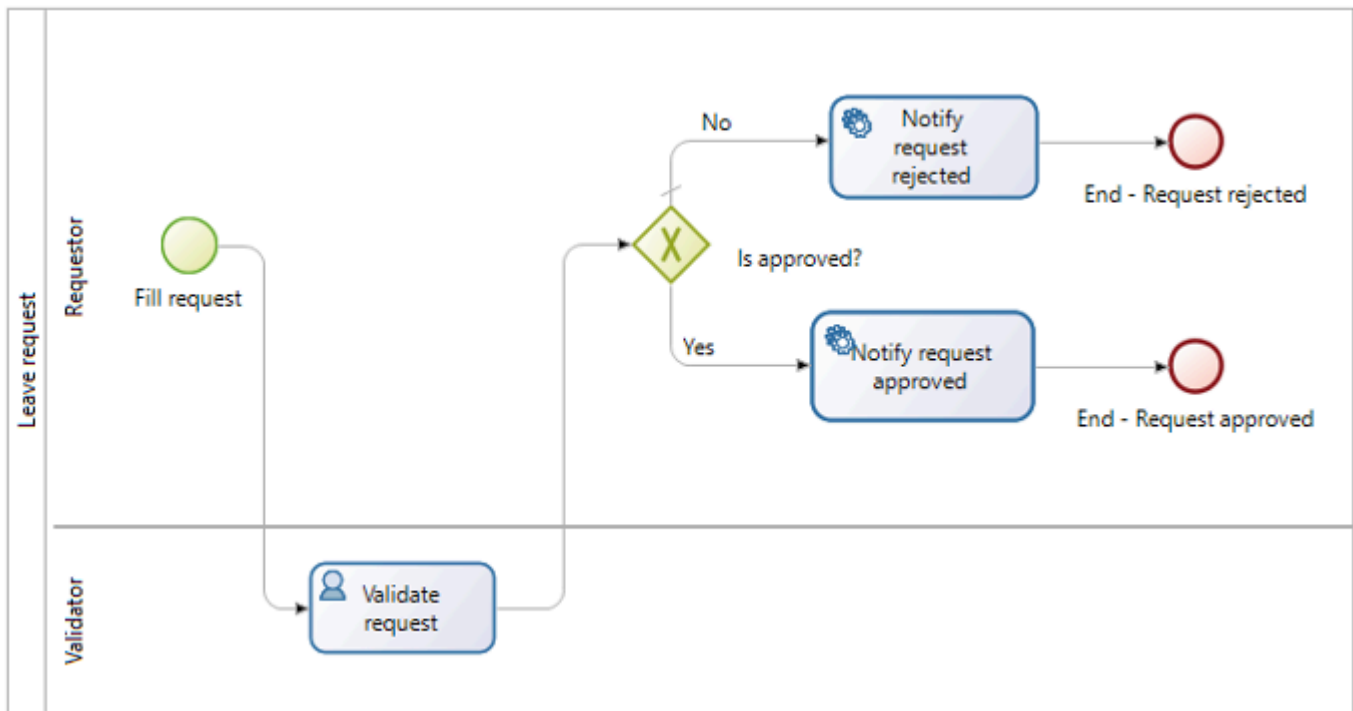 Leave request
Requestor
Fill request
Is approved?
No
Notify
request
rejected
End - Request rejected
Yes
Notify request
approved
End - Request approved
Validator
Validate
request